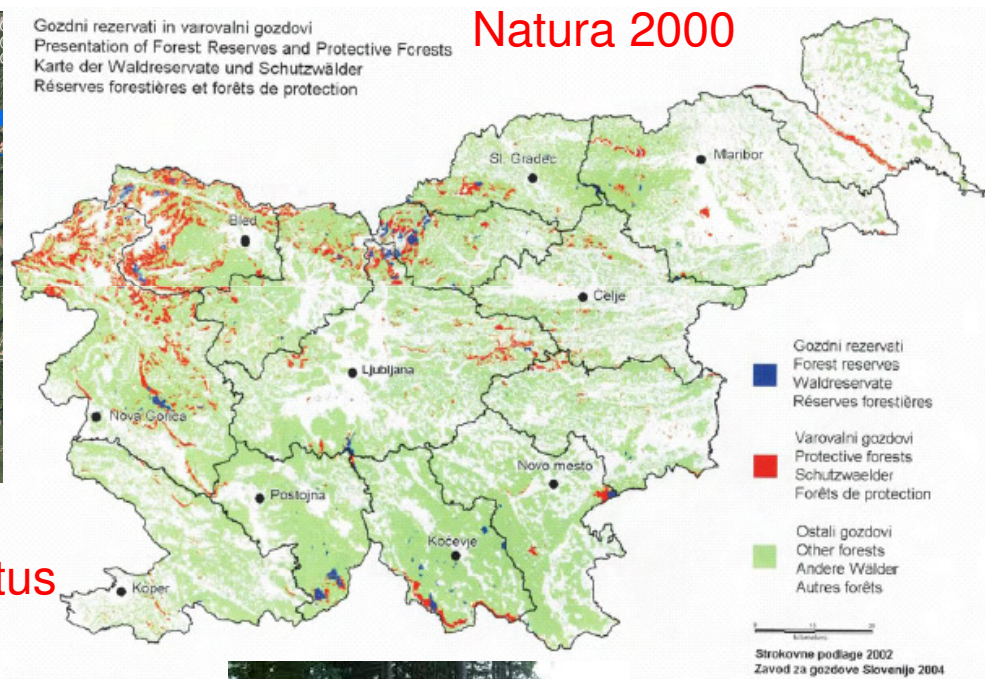 Gozdni rezervati in varovalni gozdovi
Presentation of Forest Reserves and Protective Forests
Karte der Waldreservate und Schutzwälder
Réserves forestières et forêts de protection
Natura 2000
Sl. Gradec
Maribor
Bled
Celje
Ljubljana
Nova Gorica
Novo mesto
Postojna
Kočevje
Koper
tus
Gozdni rezervati
Forest reserves
Waldreservate
Réserves forestières
Varovalni gozdovi
Protective forests
Schutzwaelder
Forêts de protection
Ostali gozdovi
Other forests
Andere Wälder
Autres forêts
Strokovne podlage 2002
Zavod za gozdove Slovenije 2004